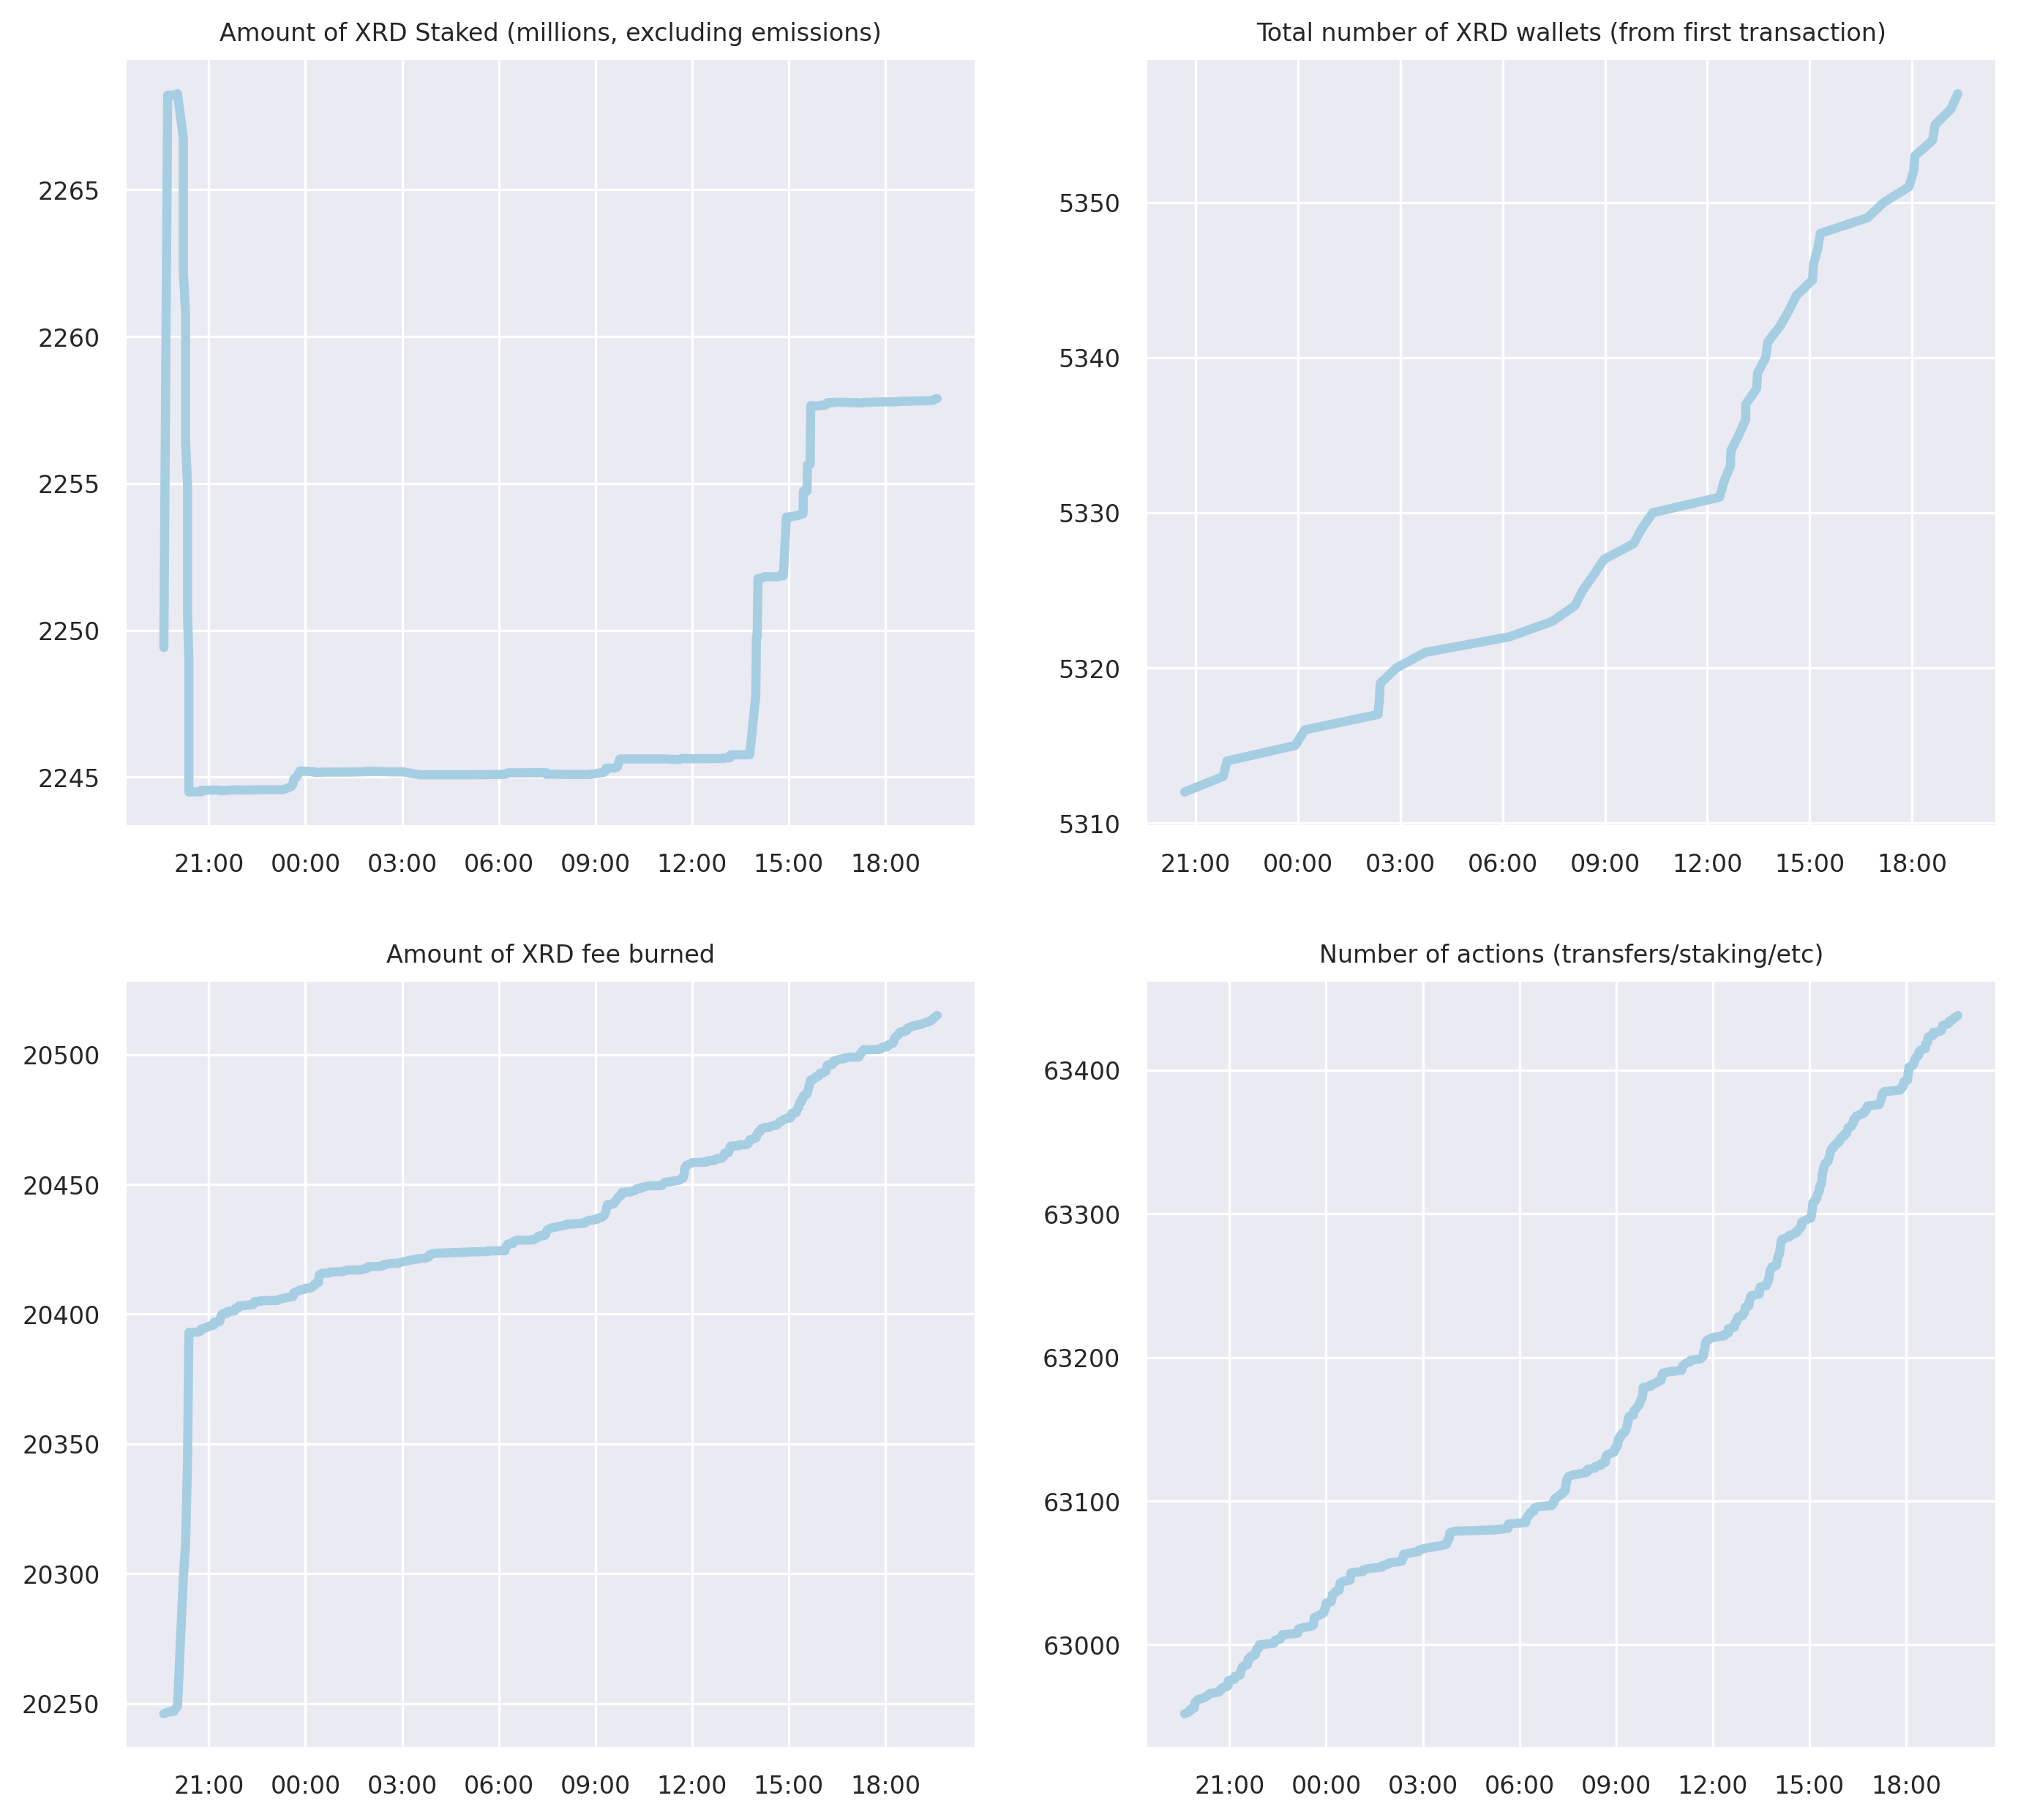 Amount of XRD Staked (millions, excluding emissions)
2265
2260
2255
2250
2245
21:00 00:00 03:00 06:00 09:00 12:00 15:00 18:00
Total number of XRD wallets (from first transaction)
5350
5340
5330
5320
5310
21:00 00:00 03:00 06:00 09:00 12:00 15:00 18:00
Amount of XRD fee burned
20500
20450
20400
20350
20300
20250
21:00 00:00 03:00 06:00 09:00 12:00 15:00 18:00
Number of actions (transfers/staking/etc)
63400
63300
63200
63100
63000
21:00 00:00 03:00 06:00 09:00 12:00 15:00 18:00